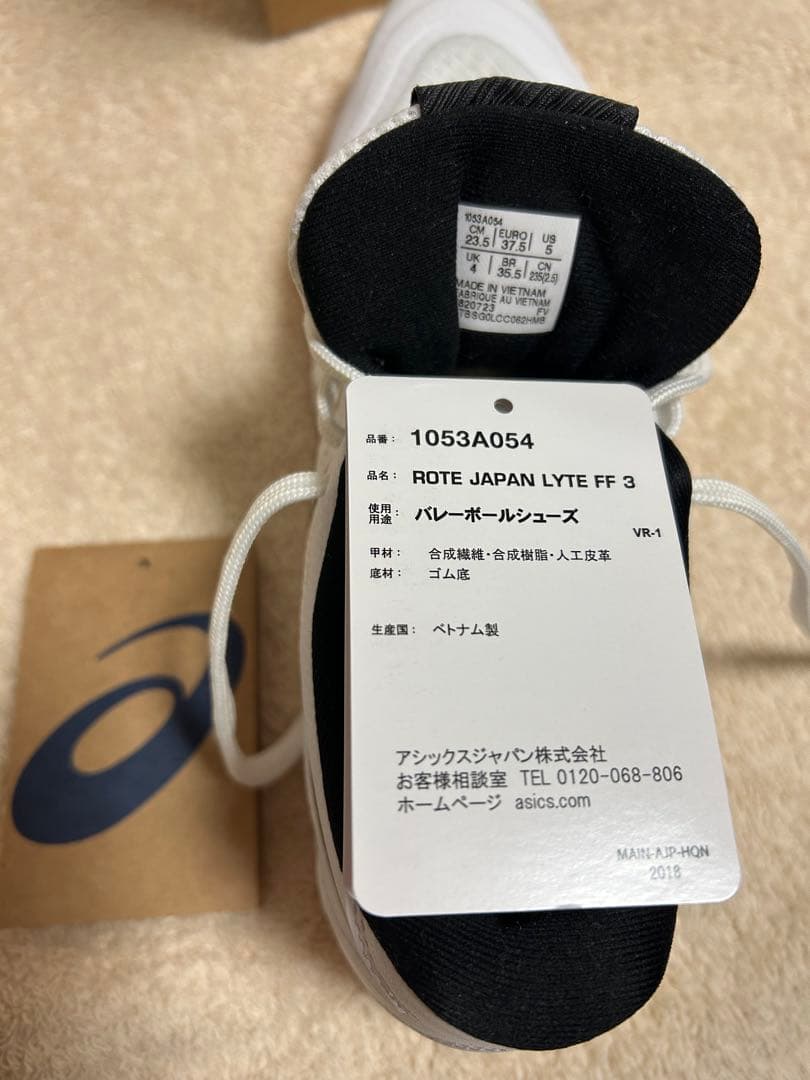 1053A054
CM 23.5 EURO 37.5 US 5
UK 4 BR 35.5 CN 235(2.5)
MADE IN VIETNAM
FABRIQUE AU VIETNAM
820723 FV
品番： 1053A054
品名： ROTE JAPAN LYTE FF 3
使用用途： バレーボールシューズ
VR-1
甲材： 合成繊維・合成樹脂・人工皮革
底材： ゴム底
生産国： ベトナム製
アシックスジャパン株式会社
お客様相談室 TEL 0120-068-806
ホームページ asics.com
MAIN-AJP-HQN
2018